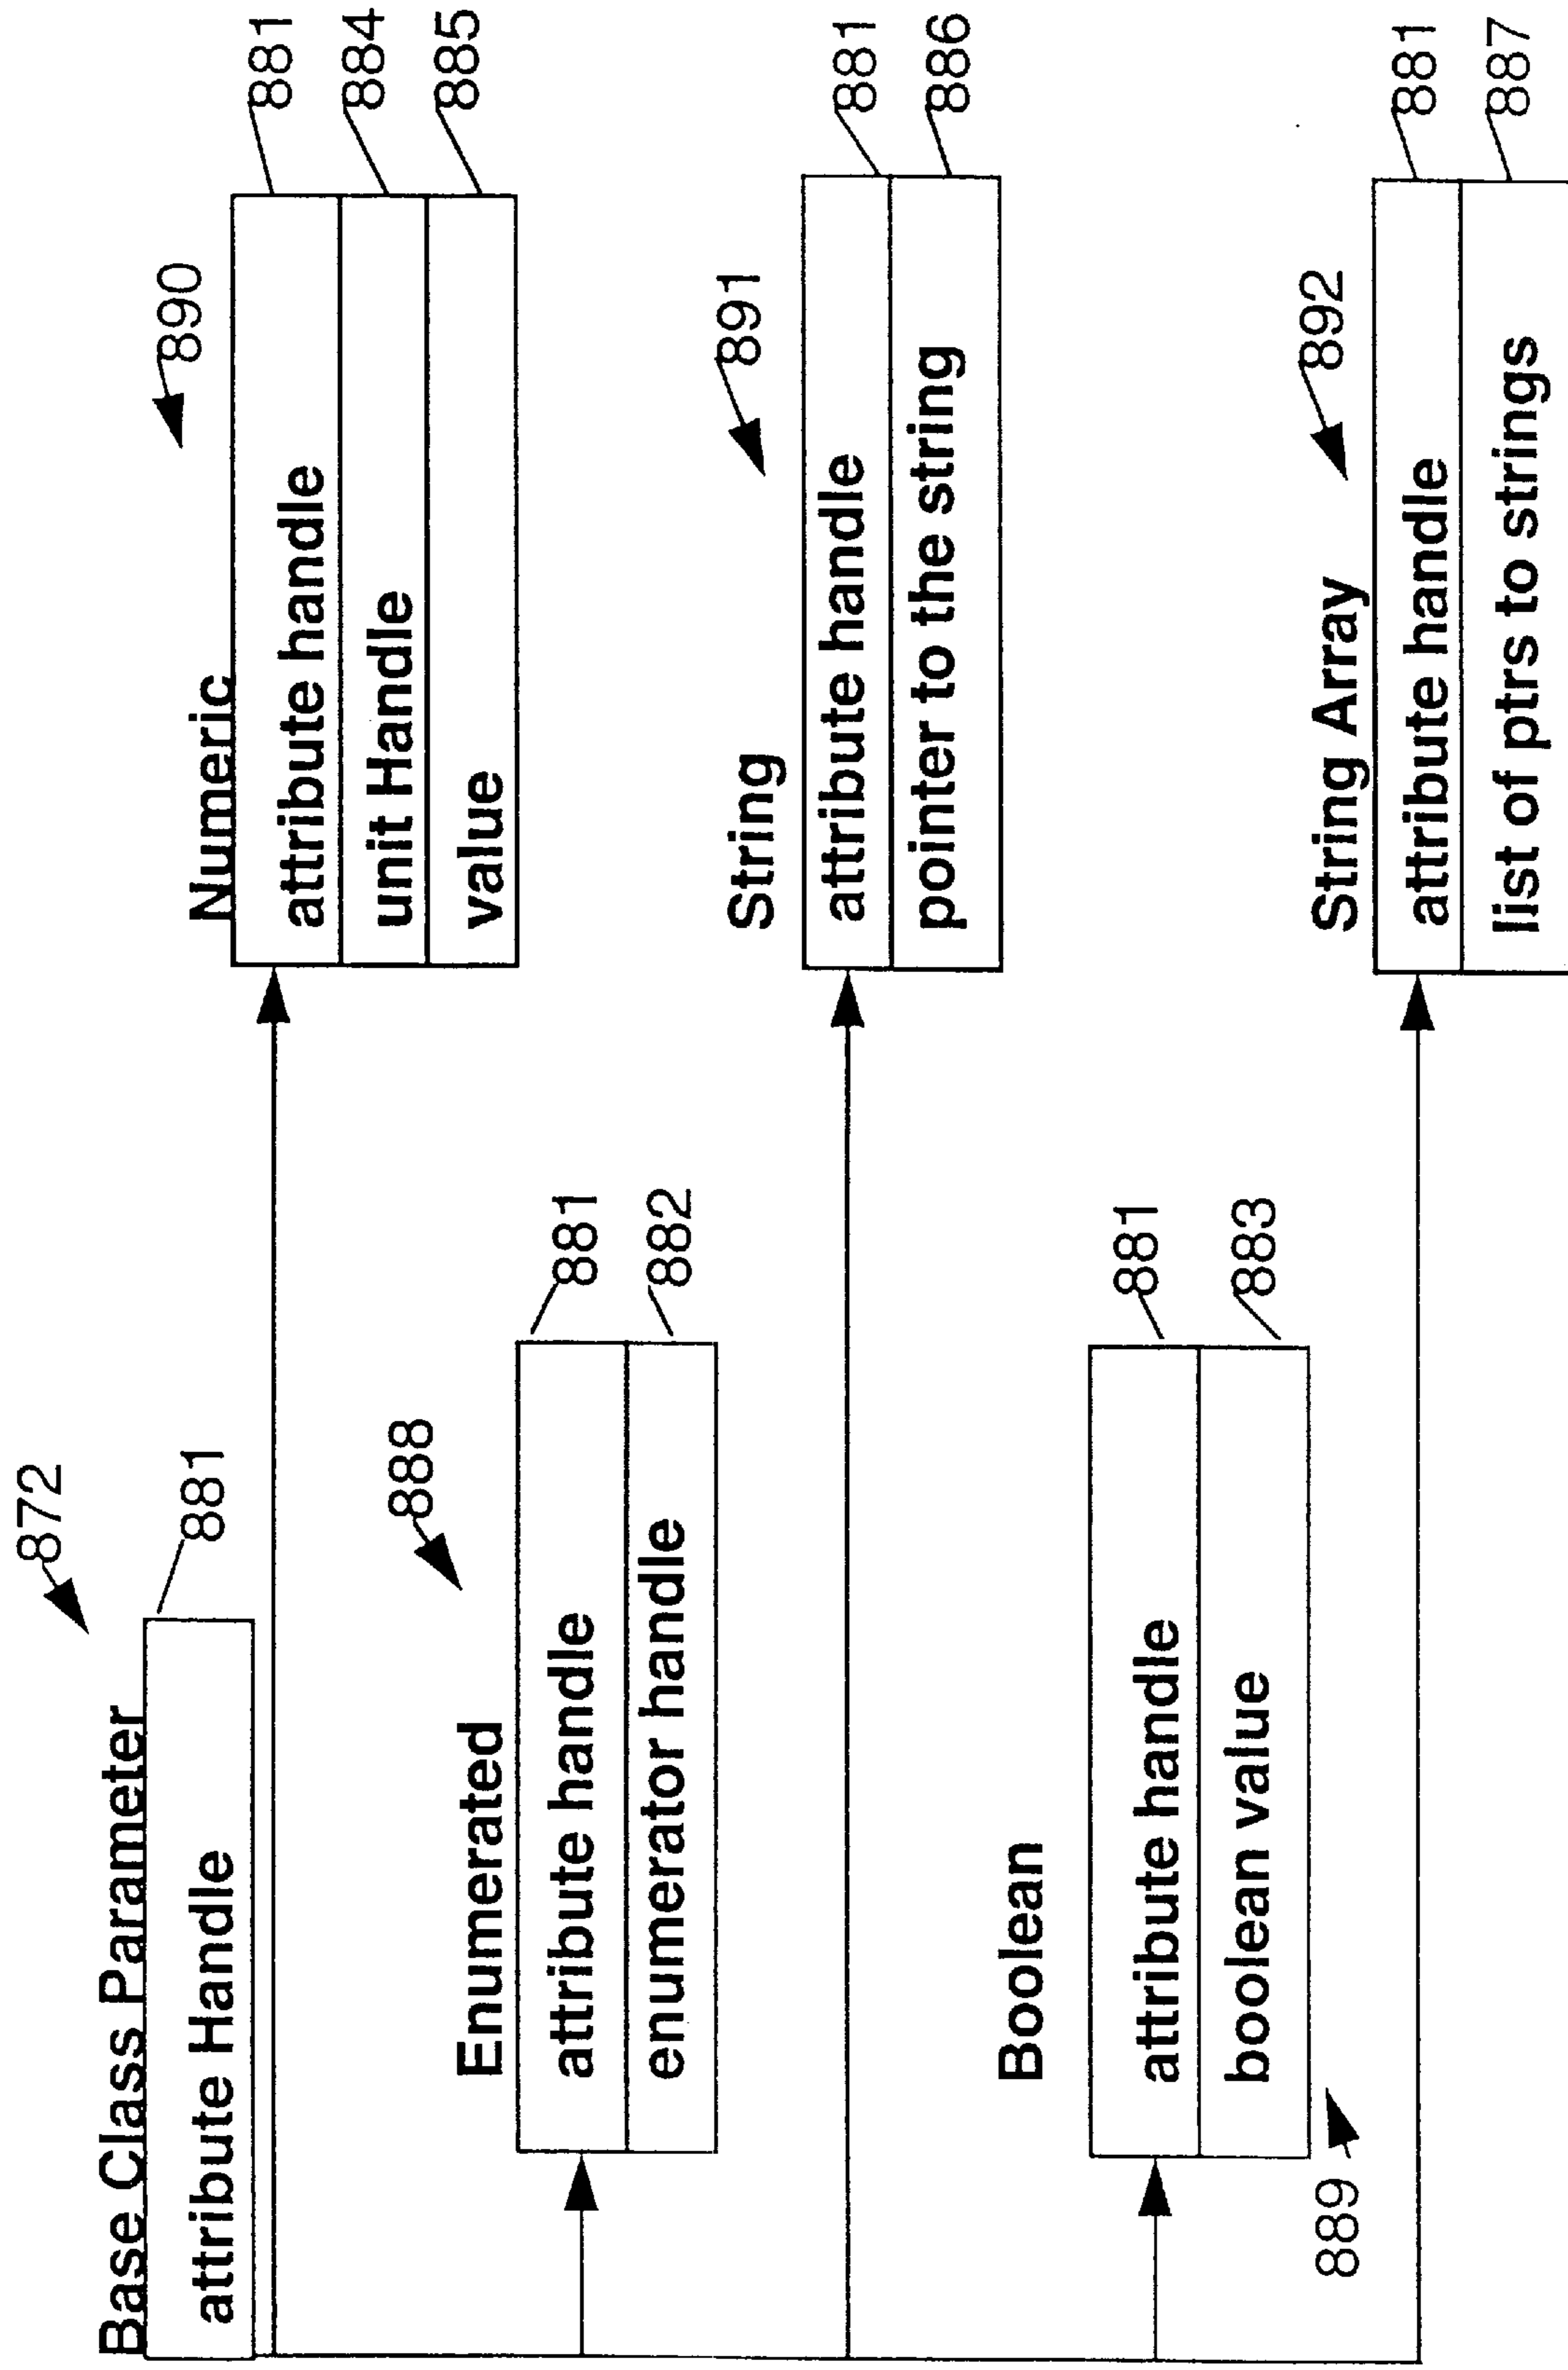 872
Base Class Parameter
881
attribute Handle
890
Numeric
881
attribute handle
884
unit Handle
885
value
888
Enumerated
881
attribute handle
882
enumerator handle
891
String
881
attribute handle
886
pointer to the string
Boolean
881
attribute handle
883
boolean value
889
892
String Array
881
attribute handle
887
list of ptrs to strings